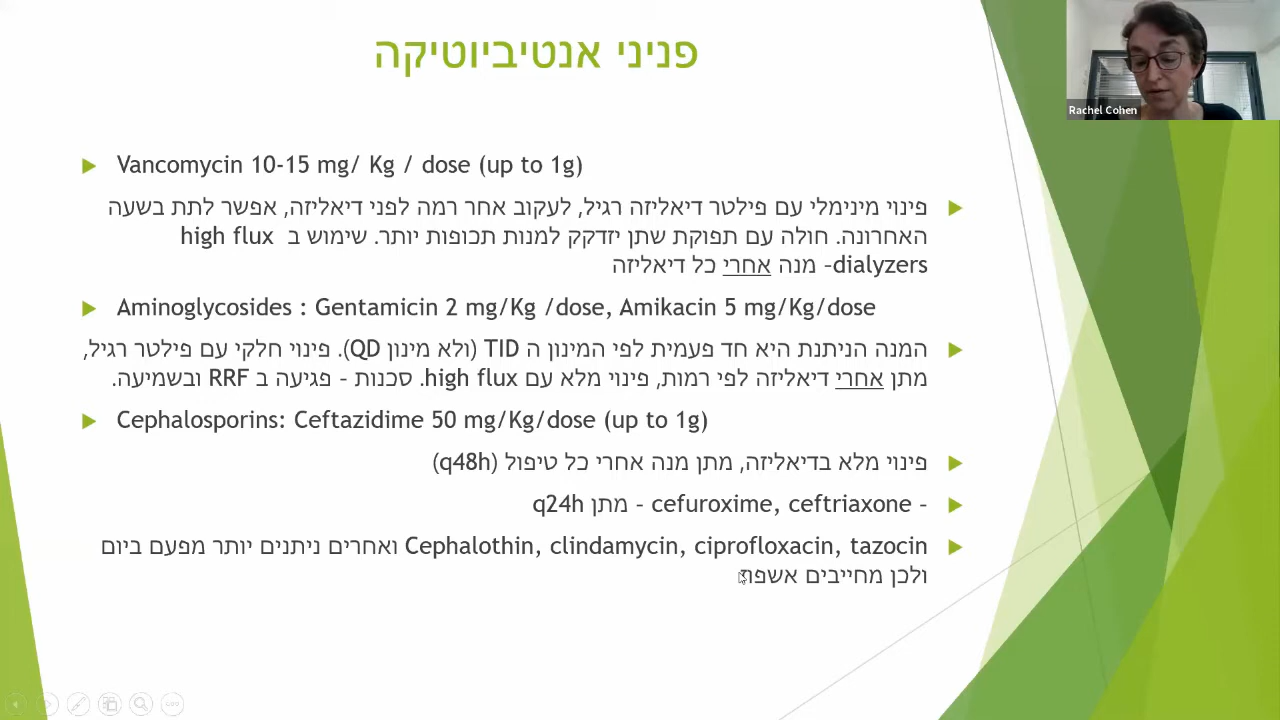 פניני אנטיביוטיקה
Rachel Cohen
Vancomycin 10-15 mg/ Kg / dose (up to 1g)
פינוי מינימלי עם פילטר דיאליזה רגיל, לעקוב אחר רמה לפני דיאליזה, אפשר לתת בשעה
האחרונה. חולה עם תפוקת שתן יזדקק למנות תכופות יותר. שימוש ב high flux
dialyzers– מנה אחרי כל דיאליזה
Aminoglycosides : Gentamicin 2 mg/Kg /dose, Amikacin 5 mg/Kg/dose
המנה הניתנת היא חד פעמית לפי המינון ה TID (ולא מינון QD). פינוי חלקי עם פילטר רגיל,
מתן אחרי דיאליזה לפי רמות, פינוי מלא עם high flux. סכנות – פגיעה ב RRF ובשמיעה.
Cephalosporins: Ceftazidime 50 mg/Kg/dose (up to 1g)
פינוי מלא בדיאליזה, מתן מנה אחרי כל טיפול (q48h)
– cefuroxime, ceftriaxone – מתן q24h
Cephalothin, clindamycin, ciprofloxacin, tazocin ואחרים ניתנים יותר מפעם ביום
ולכן מחייבים אשפוז